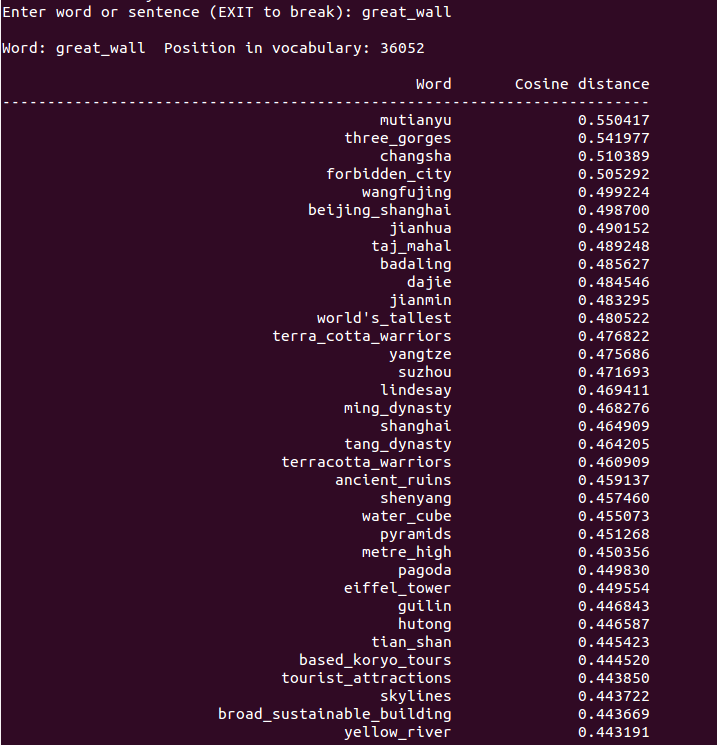 Enter word or sentence (EXIT to break): great_wall
Word: great_wall  Position in vocabulary: 36052
Word       Cosine distance
------------------------------------------------------------------------
mutianyu              0.550417
three_gorges              0.541977
changsha              0.510389
forbidden_city              0.505292
wangfujing              0.499224
beijing_shanghai              0.498700
jianhua              0.490152
taj_mahal              0.489248
badaling              0.485627
dajie              0.484546
jianmin              0.483295
world's_tallest              0.480522
terra_cotta_warriors              0.476822
yangtze              0.475686
suzhou              0.471693
lindesay              0.469411
ming_dynasty              0.468276
shanghai              0.464909
tang_dynasty              0.464205
terracotta_warriors              0.460909
ancient_ruins              0.459137
shenyang              0.457460
water_cube              0.455073
pyramids              0.451268
metre_high              0.450356
pagoda              0.449830
eiffel_tower              0.449554
guilin              0.446843
hutong              0.446587
tian_shan              0.445423
based_koryo_tours              0.444520
tourist_attractions              0.443850
skylines              0.443722
broad_sustainable_building              0.443669
yellow_river              0.443191